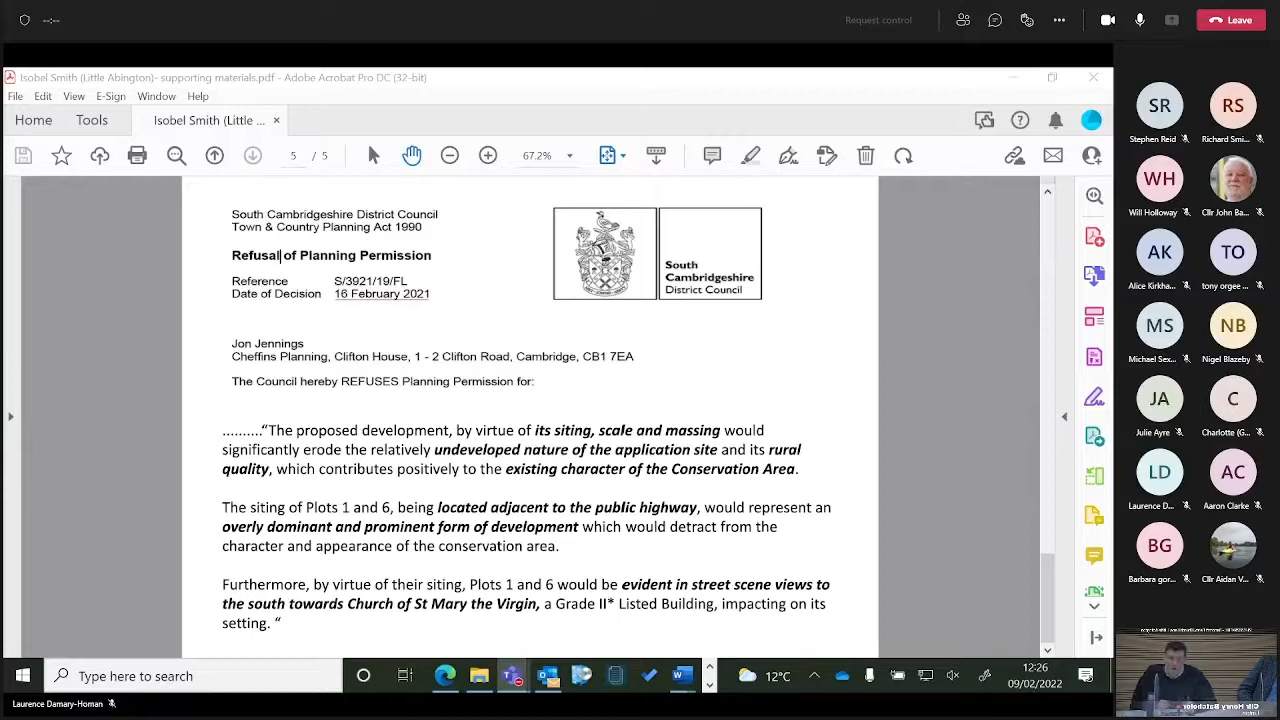 --:--
Request control
Leave
Isobel Smith (Little Abington)- supporting materials.pdf - Adobe Acrobat Pro DC (32-bit)
File Edit View E-Sign Window Help
Home Tools Isobel Smith (Little ... ×
5 / 5 67.2%
South Cambridgeshire District Council
Town & Country Planning Act 1990
Refusal of Planning Permission
Reference S/3921/19/FL
Date of Decision 16 February 2021
South
Cambridgeshire
District Council
Jon Jennings
Cheffins Planning, Clifton House, 1 - 2 Clifton Road, Cambridge, CB1 7EA
The Council hereby REFUSES Planning Permission for:
..........“The proposed development, by virtue of its siting, scale and massing would
significantly erode the relatively undeveloped nature of the application site and its rural
quality, which contributes positively to the existing character of the Conservation Area.
The siting of Plots 1 and 6, being located adjacent to the public highway, would represent an
overly dominant and prominent form of development which would detract from the
character and appearance of the conservation area.
Furthermore, by virtue of their siting, Plots 1 and 6 would be evident in street scene views to
the south towards Church of St Mary the Virgin, a Grade II* Listed Building, impacting on its
setting. “
SR RS
Stephen Reid Richard Smi...
WH
Will Holloway Cllr John Ba...
AK TO
Alice Kirkham... tony orgee ...
MS NB
Michael Sex... Nigel Blazeby
JA C
Julie Ayre Charlotte (G...
LD AC
Laurence D... Aaron Clarke
BG
Barbara gor... Cllr Aidan V...
Type here to search
12°C
12:26
09/02/2022
Laurence Damary-Homan